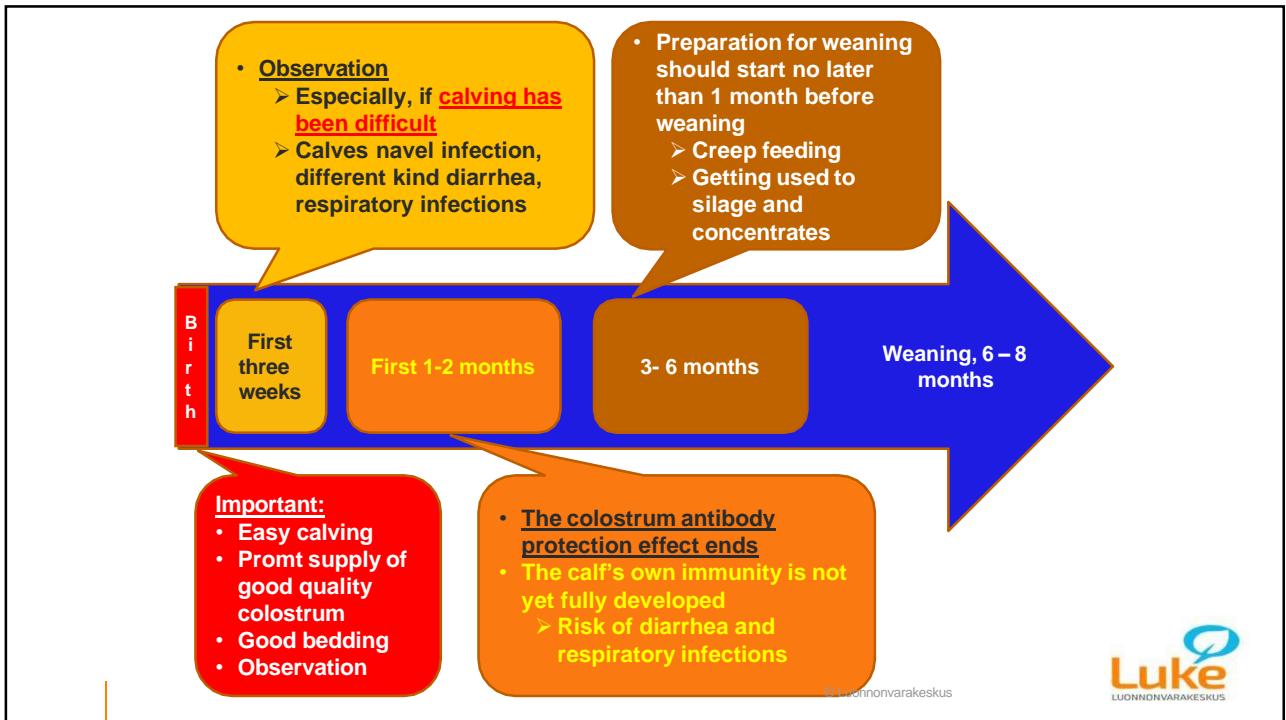 • Observation
➢ Especially, if calving has
been difficult
➢ Calves navel infection,
different kind diarrhea,
respiratory infections
• Preparation for weaning
should start no later
than 1 month before
weaning
➢ Creep feeding
➢ Getting used to
silage and
concentrates
B
i
r
t
h
First
three
weeks
First 1-2 months
3- 6 months
Weaning, 6 – 8
months
Important:
• Easy calving
• Promt supply of
good quality
colostrum
• Good bedding
• Observation
• The colostrum antibody
protection effect ends
• The calf's own immunity is not
yet fully developed
➢ Risk of diarrhea and
respiratory infections
Luonnonvarakeskus
Luke
LUONNONVARAKESKUS